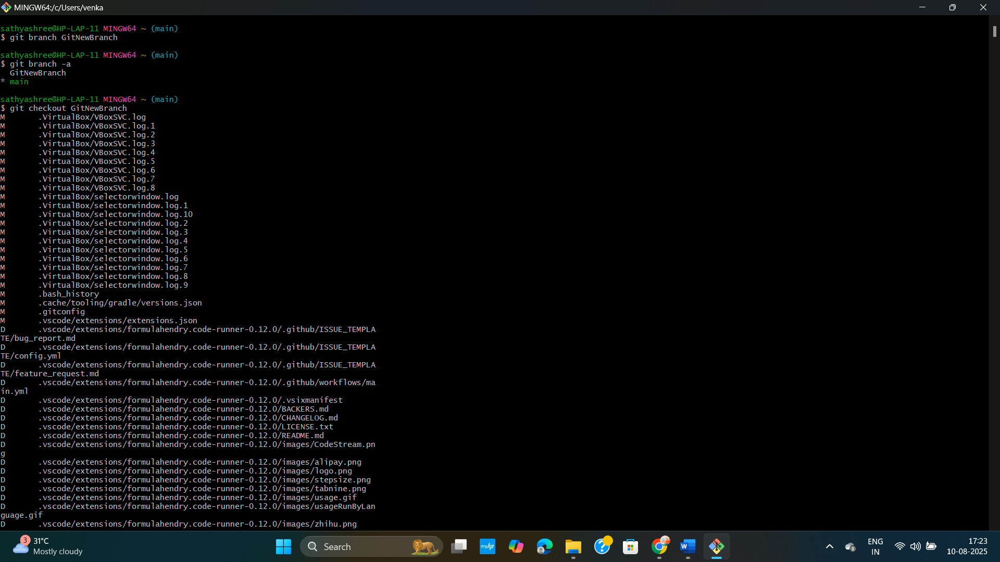 MINGW64:/c/Users/venka
sathyashree@HP-LAP-11 MINGW64 ~ (main)
$ git branch GitNewBranch
sathyashree@HP-LAP-11 MINGW64 ~ (main)
$ git branch -a
GitNewBranch
* main
sathyashree@HP-LAP-11 MINGW64 ~ (main)
$ git checkout GitNewBranch
M .VirtualBox/VBoxSVC.log
M .VirtualBox/VBoxSVC.log.1
M .VirtualBox/VBoxSVC.log.2
M .VirtualBox/VBoxSVC.log.3
M .VirtualBox/VBoxSVC.log.4
M .VirtualBox/VBoxSVC.log.5
M .VirtualBox/VBoxSVC.log.6
M .VirtualBox/VBoxSVC.log.7
M .VirtualBox/VBoxSVC.log.8
M .VirtualBox/selectorwindow.log
M .VirtualBox/selectorwindow.log.1
M .VirtualBox/selectorwindow.log.10
M .VirtualBox/selectorwindow.log.2
M .VirtualBox/selectorwindow.log.3
M .VirtualBox/selectorwindow.log.4
M .VirtualBox/selectorwindow.log.5
M .VirtualBox/selectorwindow.log.6
M .VirtualBox/selectorwindow.log.7
M .VirtualBox/selectorwindow.log.8
M .VirtualBox/selectorwindow.log.9
M .bash_history
M .cache/tooling/gradle/versions.json
M .gitconfig
M .vscode/extensions/extensions.json
D .vscode/extensions/formulahendry.code-runner-0.12.0/.github/ISSUE_TEMPLA
TE/bug_report.md
D .vscode/extensions/formulahendry.code-runner-0.12.0/.github/ISSUE_TEMPLA
TE/config.yml
D .vscode/extensions/formulahendry.code-runner-0.12.0/.github/ISSUE_TEMPLA
TE/feature_request.md
D .vscode/extensions/formulahendry.code-runner-0.12.0/.github/workflows/ma
in.yml
D .vscode/extensions/formulahendry.code-runner-0.12.0/.vsixmanifest
D .vscode/extensions/formulahendry.code-runner-0.12.0/BACKERS.md
D .vscode/extensions/formulahendry.code-runner-0.12.0/CHANGELOG.md
D .vscode/extensions/formulahendry.code-runner-0.12.0/LICENSE.txt
D .vscode/extensions/formulahendry.code-runner-0.12.0/README.md
D .vscode/extensions/formulahendry.code-runner-0.12.0/images/CodeStream.pn
g
D .vscode/extensions/formulahendry.code-runner-0.12.0/images/alipay.png
D .vscode/extensions/formulahendry.code-runner-0.12.0/images/logo.png
D .vscode/extensions/formulahendry.code-runner-0.12.0/images/stepsize.png
D .vscode/extensions/formulahendry.code-runner-0.12.0/images/tabnine.png
D .vscode/extensions/formulahendry.code-runner-0.12.0/images/usage.gif
D .vscode/extensions/formulahendry.code-runner-0.12.0/images/usageRunByLan
guage.gif
D .vscode/extensions/formulahendry.code-runner-0.12.0/images/zhihu.png
3
31°C
Mostly cloudy
Search
myhp
W
ENG
IN
17:23
10-08-2025